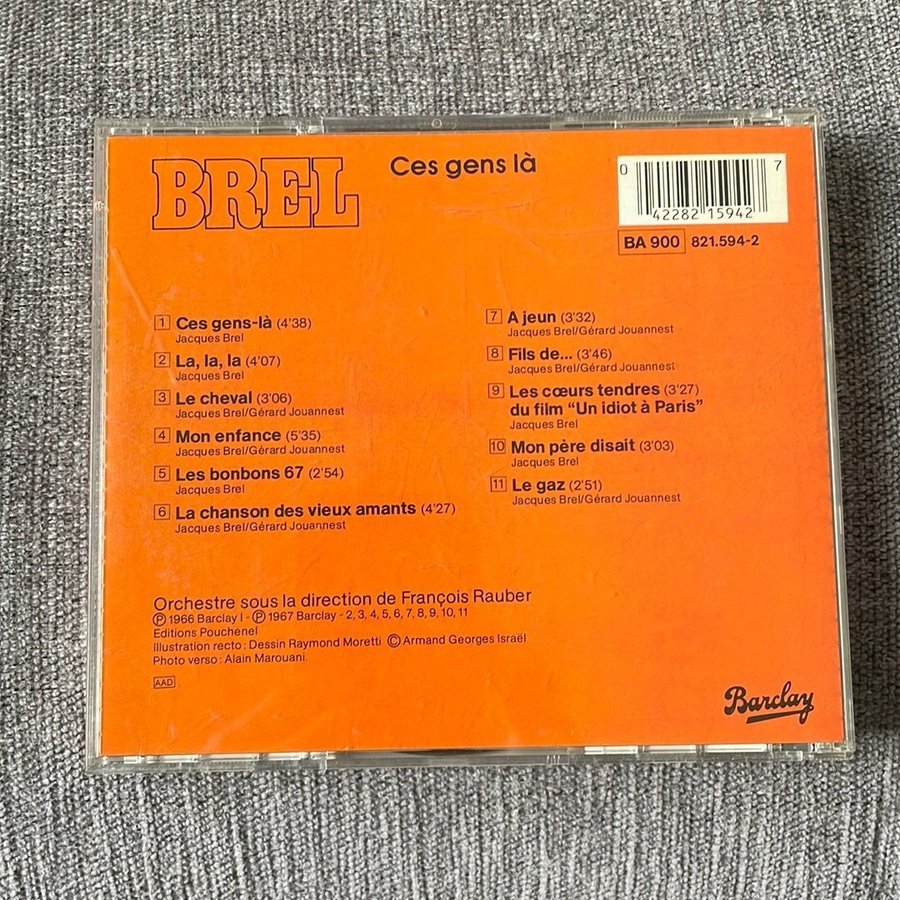 BREL
Ces gens là
0 42282 15942 7
BA 900 821.594-2
1 Ces gens-là (4'38)
Jacques Brel
2 La, la, la (4'07)
Jacques Brel
3 Le cheval (3'06)
Jacques Brel/Gérard Jouannest
4 Mon enfance (5'35)
Jacques Brel/Gérard Jouannest
5 Les bonbons 67 (2'54)
Jacques Brel
6 La chanson des vieux amants (4'27)
Jacques Brel/Gérard Jouannest
7 A jeun (3'32)
Jacques Brel/Gérard Jouannest
8 Fils de... (3'46)
Jacques Brel/Gérard Jouannest
9 Les cœurs tendres (3'27)
du film "Un idiot à Paris"
Jacques Brel
10 Mon père disait (3'03)
Jacques Brel
11 Le gaz (2'51)
Jacques Brel/Gérard Jouannest
Orchestre sous la direction de François Rauber
Ⓟ 1966 Barclay I - Ⓟ 1967 Barclay - 2, 3, 4, 5, 6, 7, 8, 9, 10, 11
Editions Pouchenel
Illustration recto: Dessin Raymond Moretti © Armand Georges Israël
Photo verso: Alain Marouani.
AAD
Barclay